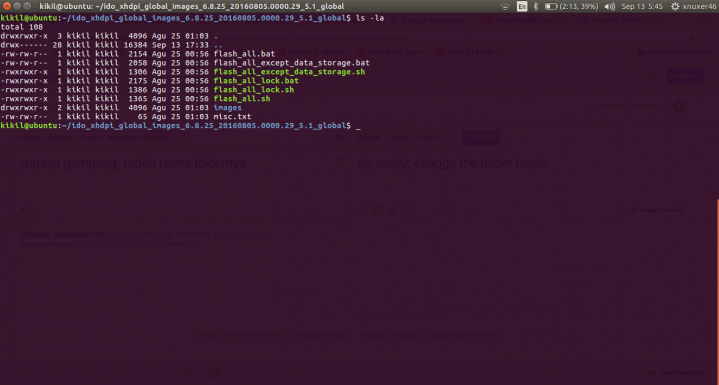 kikil@ubuntu: ~/ido_xhdpi_global_images_6.8.25_20160805.0000.29_5.1_global
En (2:13, 39%) Sep 13 5:45 xnuxer46
kikil@ubuntu:~/ido_xhdpi_global_images_6.8.25_20160805.0000.29_5.1_global$ ls -la
total 108
drwxrwxr-x 3 kikil kikil 4096 Agu 25 01:03 .
drwx------ 28 kikil kikil 16384 Sep 13 17:33 ..
-rw-rw-r-- 1 kikil kikil 2154 Agu 25 00:56 flash_all.bat
-rw-rw-r-- 1 kikil kikil 2058 Agu 25 00:56 flash_all_except_data_storage.bat
-rwxrwxr-x 1 kikil kikil 1306 Agu 25 00:56 flash_all_except_data_storage.sh
-rwxrwxr-x 1 kikil kikil 2175 Agu 25 00:56 flash_all_lock.bat
-rwxrwxr-x 1 kikil kikil 1386 Agu 25 00:56 flash_all_lock.sh
-rwxrwxr-x 1 kikil kikil 1365 Agu 25 00:56 flash_all.sh
drwxrwxr-x 2 kikil kikil 4096 Agu 25 01:03 images
-rw-rw-r-- 1 kikil kikil 65 Agu 25 01:03 misc.txt
kikil@ubuntu:~/ido_xhdpi_global_images_6.8.25_20160805.0000.29_5.1_global$ _
supaya gampang, rubah nama foldernya
so easily, change the folder name